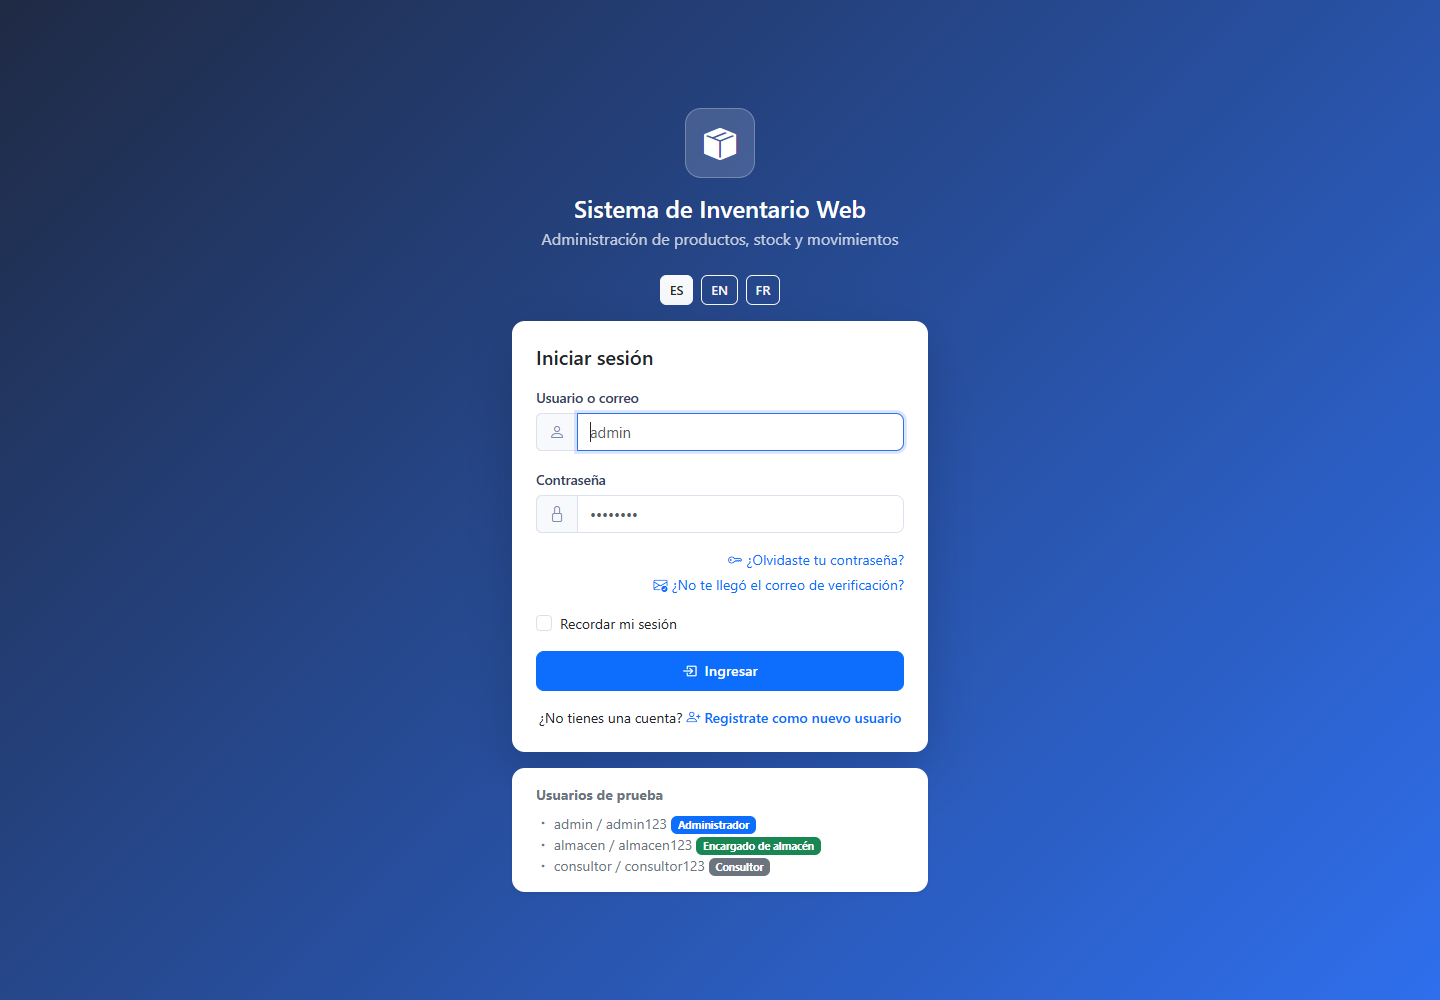 Sistema de Inventario Web
Administración de productos, stock y movimientos
ES EN FR
Iniciar sesión
Usuario o correo
admin
Contraseña
••••••••
¿Olvidaste tu contraseña?
¿No te llegó el correo de verificación?
Recordar mi sesión
Ingresar
¿No tienes una cuenta? Registrate como nuevo usuario
Usuarios de prueba
• admin / admin123 Administrador
• almacen / almacen123 Encargado de almacén
• consultor / consultor123 Consultor